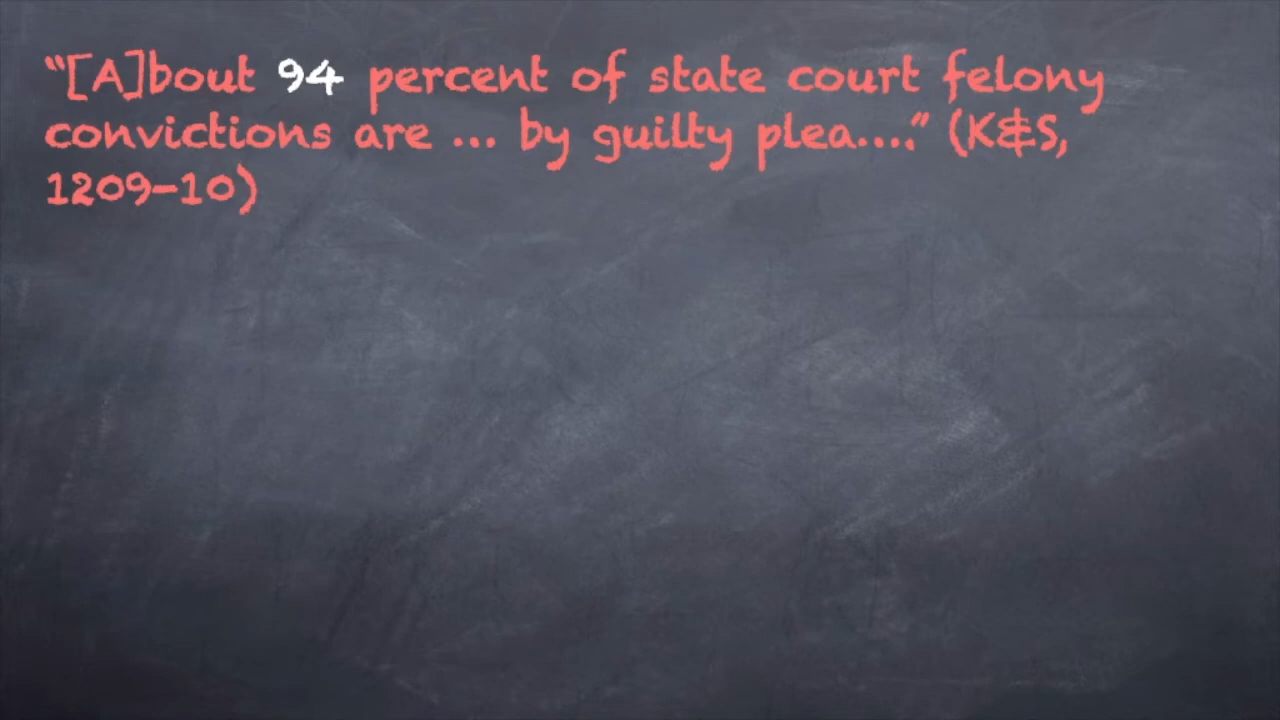 “[A]bout 94 percent of state court felony
convictions are ... by guilty plea....” (K&S,
1209-10)